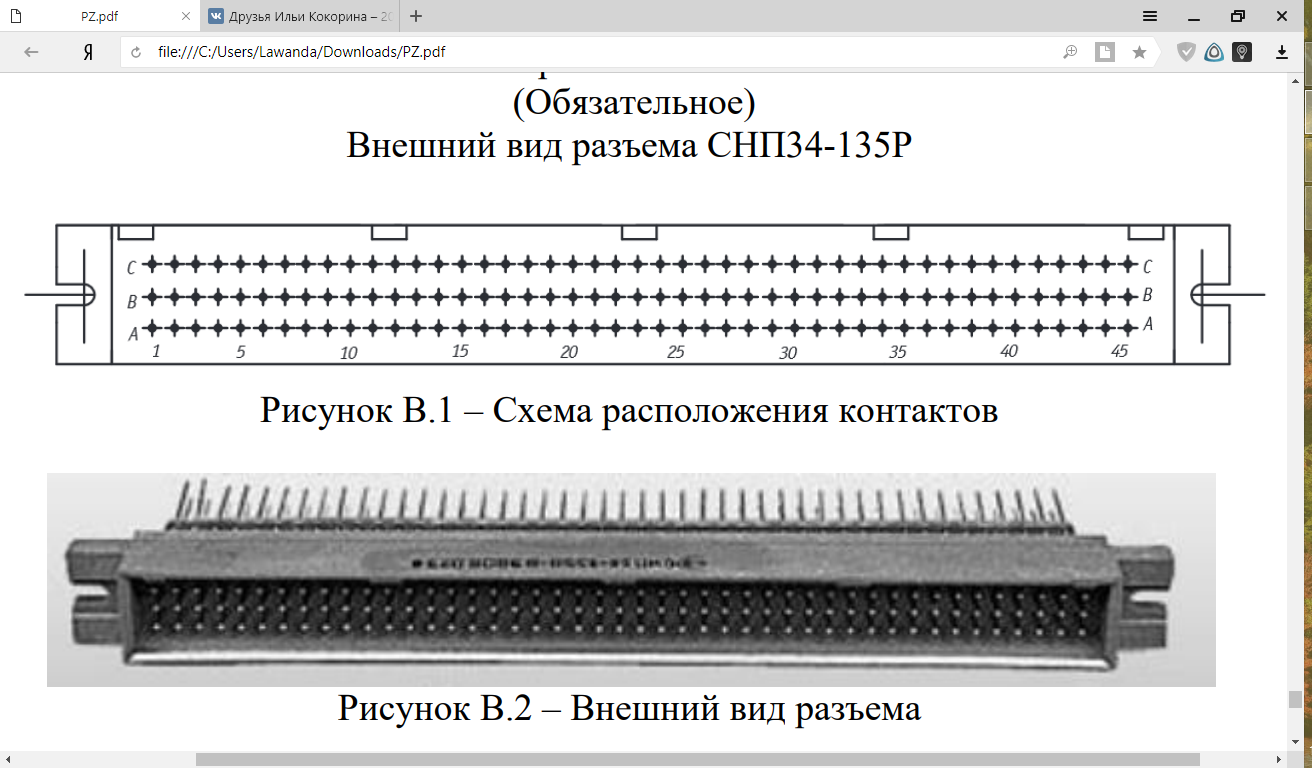 PZ.pdf
Друзья Ильи Кокорина – 20
Я
file:///C:/Users/Lawanda/Downloads/PZ.pdf
(Обязательное)
Внешний вид разъема СНП34-135Р
C C
B B
A A
1 5 10 15 20 25 30 35 40 45
Рисунок В.1 – Схема расположения контактов
Рисунок В.2 – Внешний вид разъема